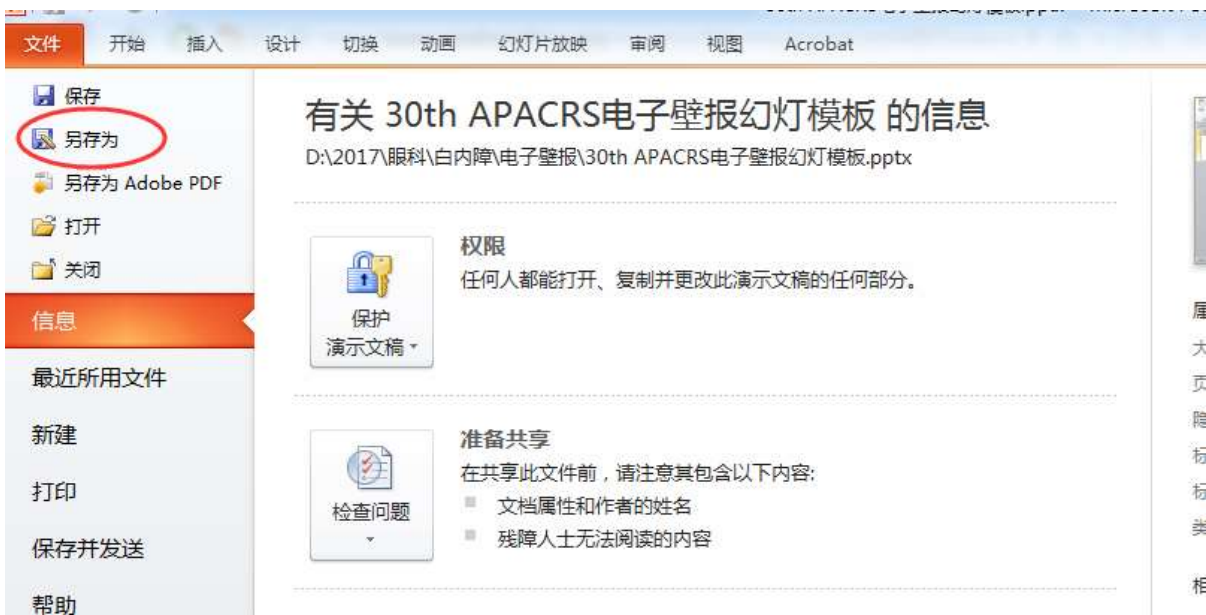 文件 开始 插入 设计 切换 动画 幻灯片放映 审阅 视图 Acrobat
保存
另存为
另存为 Adobe PDF
打开
关闭
信息
最近所用文件
新建
打印
保存并发送
帮助
有关 30th APACRS电子壁报幻灯模板 的信息
D:\2017\眼科\白内障\电子壁报\30th APACRS电子壁报幻灯模板.pptx
权限
任何人都能打开、复制并更改此演示文稿的任何部分。
保护
演示文稿
准备共享
在共享此文件前，请注意其包含以下内容:
文档属性和作者的姓名
残障人士无法阅读的内容
检查问题
大
页
隐
标
标
类
相